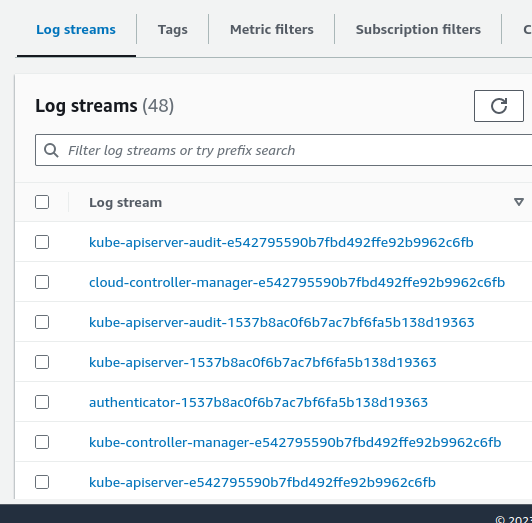 Log streams Tags Metric filters Subscription filters C
Log streams (48)
Filter log streams or try prefix search
Log stream
kube-apiserver-audit-e542795590b7fbd492ffe92b9962c6fb
cloud-controller-manager-e542795590b7fbd492ffe92b9962c6fb
kube-apiserver-audit-1537b8ac0f6b7ac7bf6fa5b138d19363
kube-apiserver-1537b8ac0f6b7ac7bf6fa5b138d19363
authenticator-1537b8ac0f6b7ac7bf6fa5b138d19363
kube-controller-manager-e542795590b7fbd492ffe92b9962c6fb
kube-apiserver-e542795590b7fbd492ffe92b9962c6fb